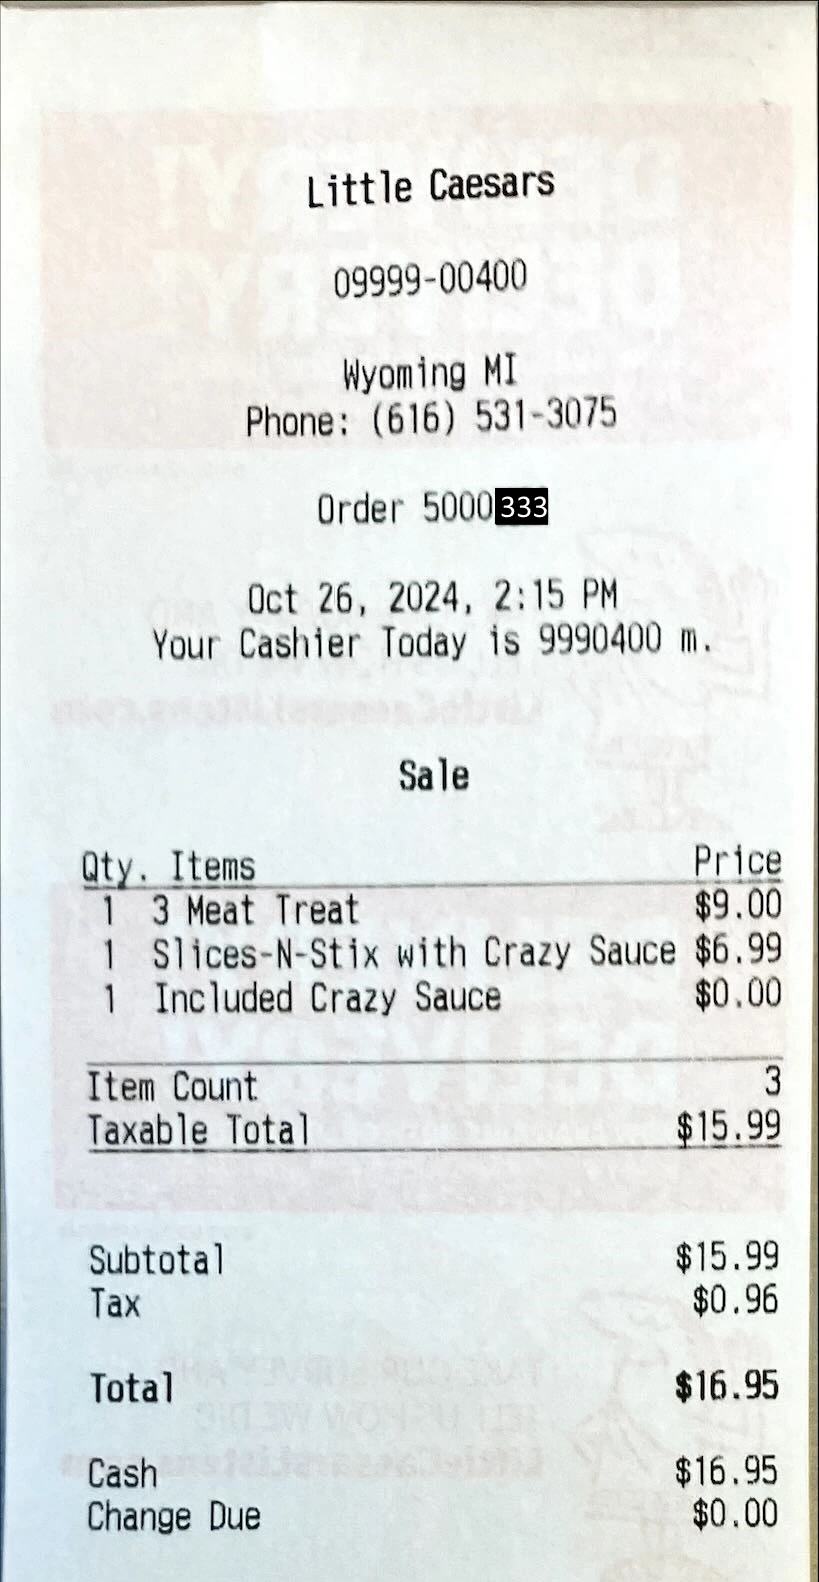 Little Caesars
09999-00400
Wyoming MI
Phone: (616) 531-3075
Order 5000333
Oct 26, 2024, 2:15 PM
Your Cashier Today is 9990400 m.
Sale
Qty. Items Price
1 3 Meat Treat $9.00
1 Slices-N-Stix with Crazy Sauce $6.99
1 Included Crazy Sauce $0.00
Item Count 3
Taxable Total $15.99
Subtotal $15.99
Tax $0.96
Total $16.95
Cash $16.95
Change Due $0.00